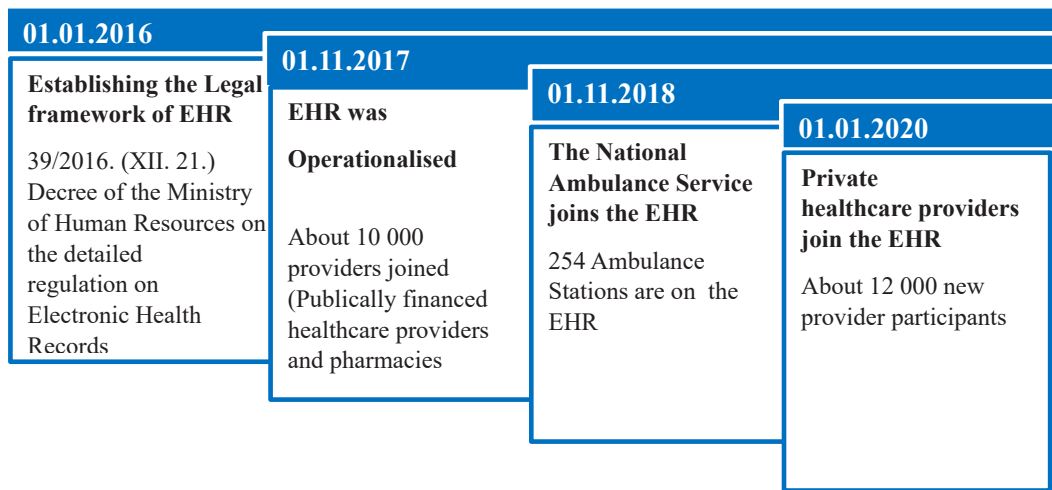 01.01.2016
Establishing the Legal
framework of EHR
39/2016. (XII. 21.)
Decree of the Ministry
of Human Resources on
the detailed
regulation on
Electronic Health
Records
01.11.2017
EHR was
Operationalised
About 10 000
providers joined
(Publically financed
healthcare providers
and pharmacies
01.11.2018
The National
Ambulance Service
joins the EHR
254 Ambulance
Stations are on the
EHR
01.01.2020
Private
healthcare providers
join the EHR
About 12 000 new
provider participants